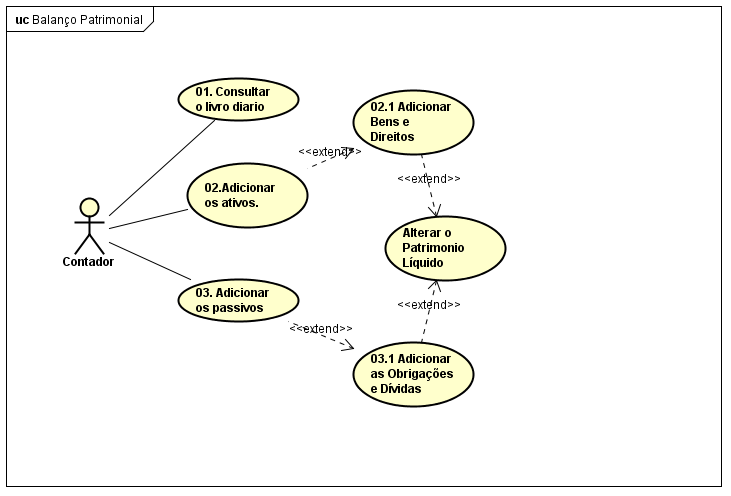 uc Balanço Patrimonial
01. Consultar
o livro diario
02.1 Adicionar
Bens e
Direitos
<<extend>>
02.Adicionar
os ativos.
<<extend>>
Contador
Alterar o
Patrimonio
Líquido
03. Adicionar
os passivos
<<extend>>
<<extend>>
03.1 Adicionar
as Obrigações
e Dívidas